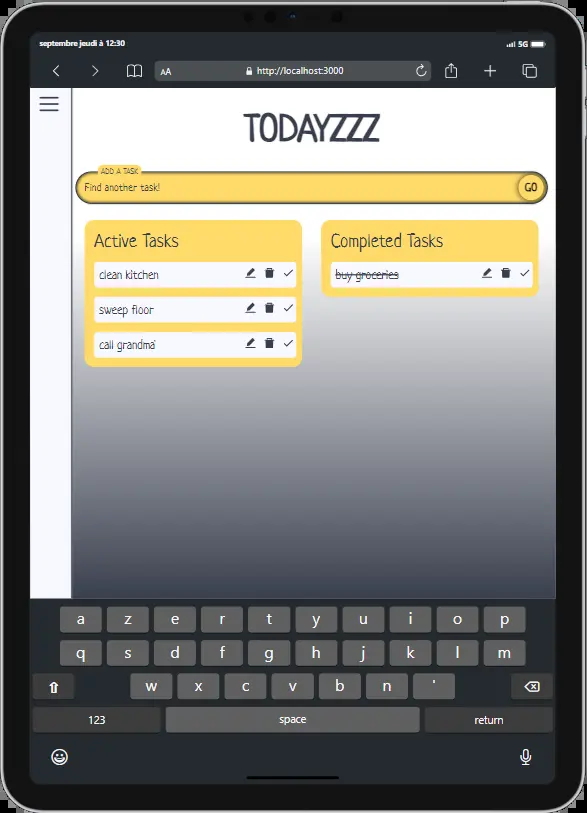 septembre jeudi à 12:30
5G
AA http://localhost:3000
TODAYZZZ
ADD A TASK
Find another task!
GO
Active Tasks
clean kitchen
sweep floor
call grandma'
Completed Tasks
buy groceries
a z e r t y u i o p
q s d f g h j k l m
w x c v b n '
123 space return